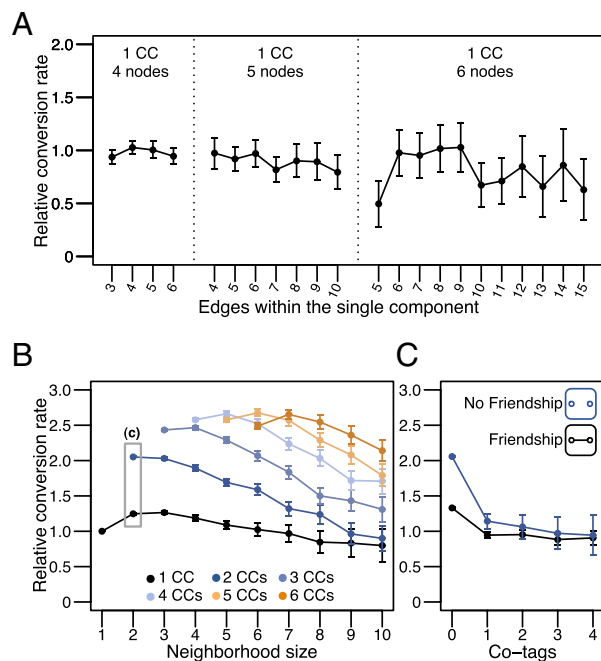 A
1 CC
4 nodes
1 CC
5 nodes
1 CC
6 nodes
Relative conversion rate
2.0
1.5
1.0
0.5
0
3 4 5 6 4 5 6 7 8 9 10 5 6 7 8 9 10 11 12 13 14 15
Edges within the single component
B
Relative conversion rate
3.0
2.5
2.0
1.5
1.0
0.5
0
(c)
1 CC 2 CCs 3 CCs
4 CCs 5 CCs 6 CCs
1 2 3 4 5 6 7 8 9 10
Neighborhood size
C
No Friendship
Friendship
3.0
2.5
2.0
1.5
1.0
0.5
0
0 1 2 3 4
Co−tags